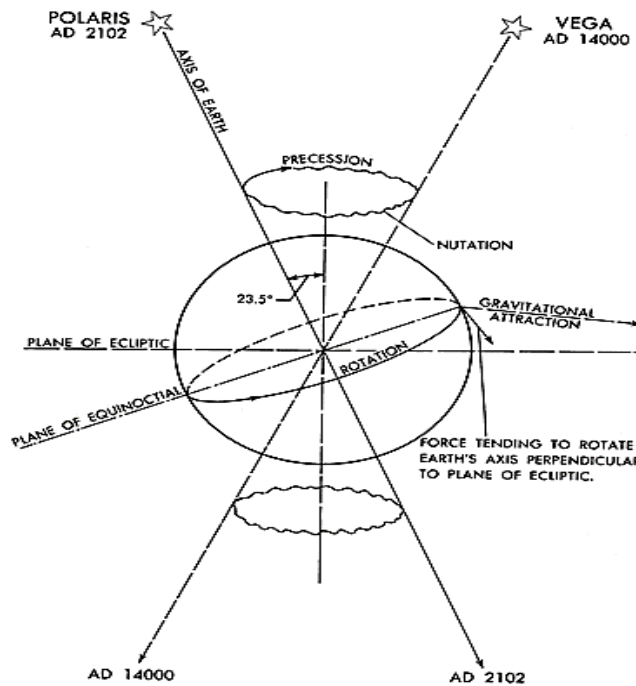 POLARIS
AD 2102
VEGA
AD 14000
AXIS OF EARTH
PRECESSION
NUTATION
23.5°
GRAVITATIONAL
ATTRACTION
PLANE OF ECLIPTIC
ROTATION
PLANE OF EQUINOCTIAL
FORCE TENDING TO ROTATE
EARTH'S AXIS PERPENDICULAR
TO PLANE OF ECLIPTIC.
AD 14000
AD 2102